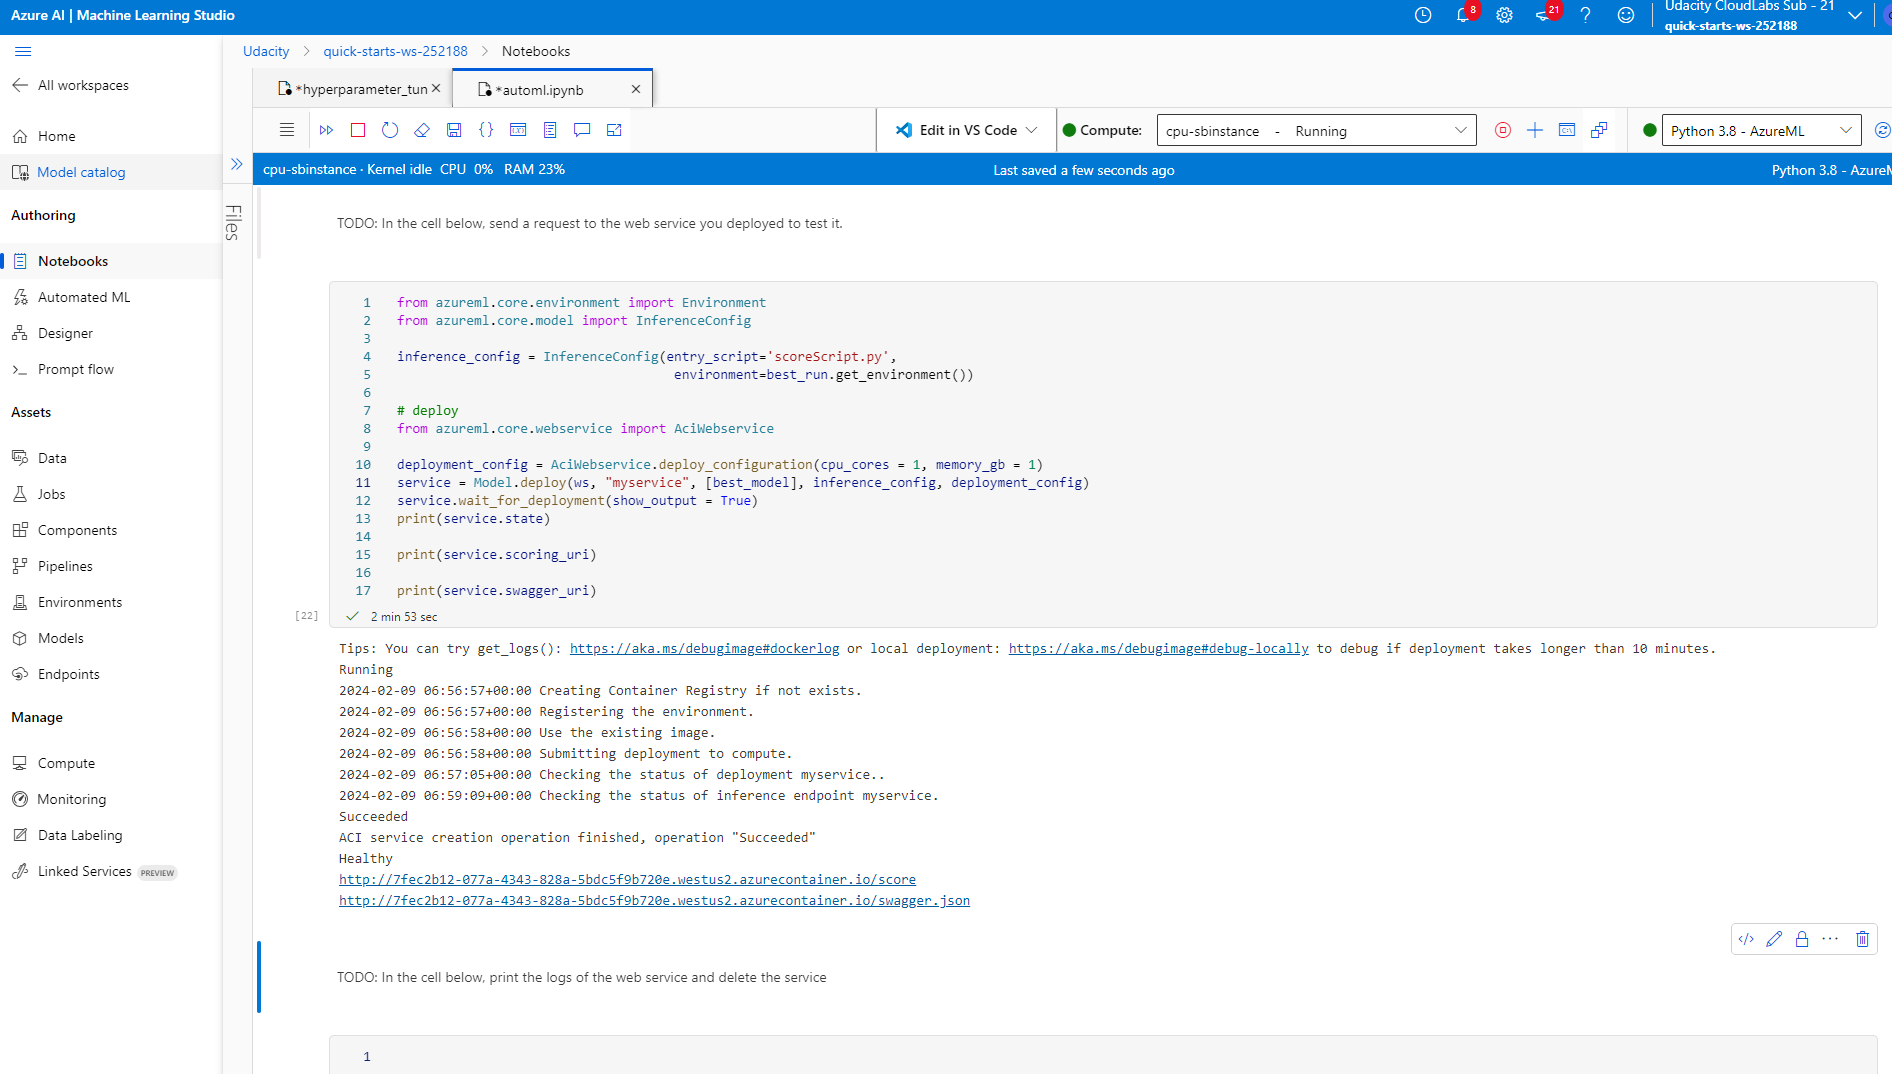 Azure AI | Machine Learning Studio
8
21
Udacity CloudLabs Sub - 21
quick-starts-ws-252188
All workspaces
Home
Model catalog
Authoring
Notebooks
Automated ML
Designer
Prompt flow
Assets
Data
Jobs
Components
Pipelines
Environments
Models
Endpoints
Manage
Compute
Monitoring
Data Labeling
Linked Services PREVIEW
Udacity > quick-starts-ws-252188 > Notebooks
*hyperparameter_tun
*automl.ipynb
Edit in VS Code
Compute:
cpu-sbinstance - Running
Python 3.8 - AzureML
cpu-sbinstance · Kernel idle CPU 0% RAM 23%
Last saved a few seconds ago
Python 3.8 - AzureM
Files
TODO: In the cell below, send a request to the web service you deployed to test it.
1 from azureml.core.environment import Environment
2 from azureml.core.model import InferenceConfig
3
4 inference_config = InferenceConfig(entry_script='scoreScript.py',
5 environment=best_run.get_environment())
6
7 # deploy
8 from azureml.core.webservice import AciWebservice
9
10 deployment_config = AciWebservice.deploy_configuration(cpu_cores = 1, memory_gb = 1)
11 service = Model.deploy(ws, "myservice", [best_model], inference_config, deployment_config)
12 service.wait_for_deployment(show_output = True)
13 print(service.state)
14
15 print(service.scoring_uri)
16
17 print(service.swagger_uri)
[22] 2 min 53 sec
Tips: You can try get_logs(): https://aka.ms/debugimage#dockerlog or local deployment: https://aka.ms/debugimage#debug-locally to debug if deployment takes longer than 10 minutes.
Running
2024-02-09 06:56:57+00:00 Creating Container Registry if not exists.
2024-02-09 06:56:57+00:00 Registering the environment.
2024-02-09 06:56:58+00:00 Use the existing image.
2024-02-09 06:56:58+00:00 Submitting deployment to compute.
2024-02-09 06:57:05+00:00 Checking the status of deployment myservice..
2024-02-09 06:59:09+00:00 Checking the status of inference endpoint myservice.
Succeeded
ACI service creation operation finished, operation "Succeeded"
Healthy
http://7fec2b12-077a-4343-828a-5bdc5f9b720e.westus2.azurecontainer.io/score
http://7fec2b12-077a-4343-828a-5bdc5f9b720e.westus2.azurecontainer.io/swagger.json
TODO: In the cell below, print the logs of the web service and delete the service
1